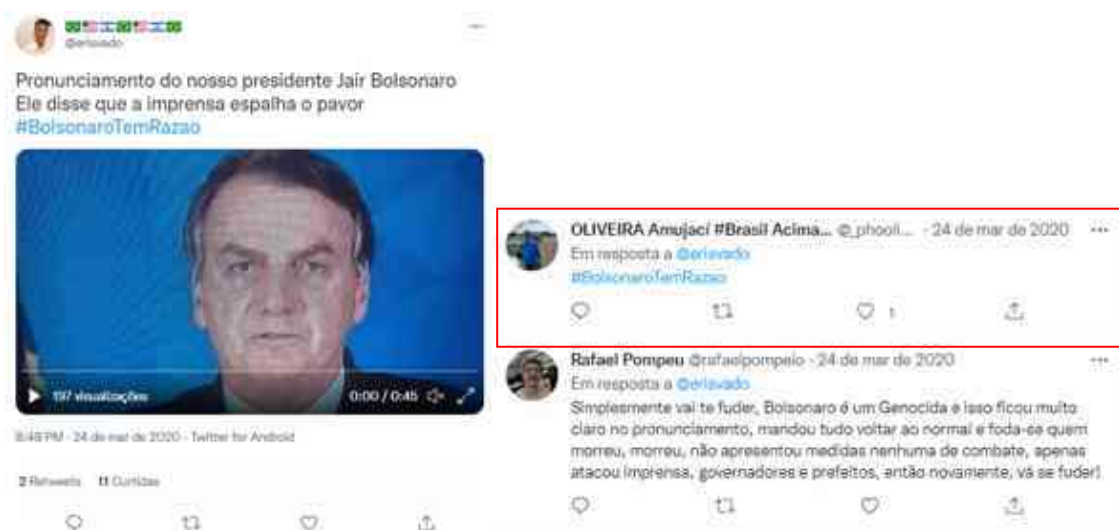 @erisvado
Pronunciamento do nosso presidente Jair Bolsonaro
Ele disse que a imprensa espalha o pavor
#BolsonaroTemRazao
197 visualizações
0:00 / 0:45
8:48 PM · 24 de mar de 2020 · Twitter for Android
2 Retweets 11 Curtidas
OLIVEIRA Amujaci #Brasil Acima... @_phooli... · 24 de mar de 2020
Em resposta a @erisvado
#BolsonaroTemRazao
1
Rafael Pompeu @rafaelpompeio · 24 de mar de 2020
Em resposta a @erisvado
Simplesmente vai te fuder, Bolsonaro é um Genocida e isso ficou muito
claro no pronunciamento, mandou tudo voltar ao normal e foda-se quem
morreu, morreu, não apresentou medidas nenhuma de combate, apenas
atacou imprensa, governadores e prefeitos, então novamente, vá se fuder!